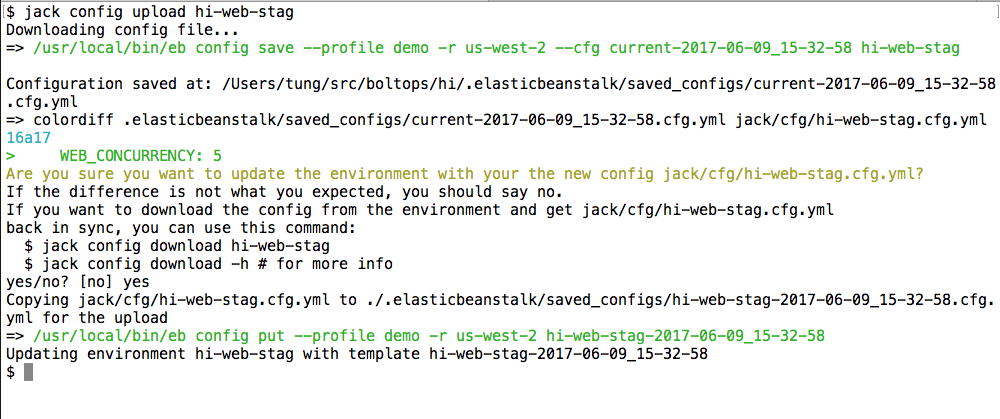 $ jack config upload hi-web-stag
Downloading config file...
=> /usr/local/bin/eb config save --profile demo -r us-west-2 --cfg current-2017-06-09_15-32-58 hi-web-stag
Configuration saved at: /Users/tung/src/boltops/hi/.elasticbeanstalk/saved_configs/current-2017-06-09_15-32-58
.cfg.yml
=> colordiff .elasticbeanstalk/saved_configs/current-2017-06-09_15-32-58.cfg.yml jack/cfg/hi-web-stag.cfg.yml
16a17
>     WEB_CONCURRENCY: 5
Are you sure you want to update the environment with your the new config jack/cfg/hi-web-stag.cfg.yml?
If the difference is not what you expected, you should say no.
If you want to download the config from the environment and get jack/cfg/hi-web-stag.cfg.yml
back in sync, you can use this command:
  $ jack config download hi-web-stag
  $ jack config download -h # for more info
yes/no? [no] yes
Copying jack/cfg/hi-web-stag.cfg.yml to ./.elasticbeanstalk/saved_configs/hi-web-stag-2017-06-09_15-32-58.cfg.
yml for the upload
=> /usr/local/bin/eb config put --profile demo -r us-west-2 hi-web-stag-2017-06-09_15-32-58
Updating environment hi-web-stag with template hi-web-stag-2017-06-09_15-32-58
$